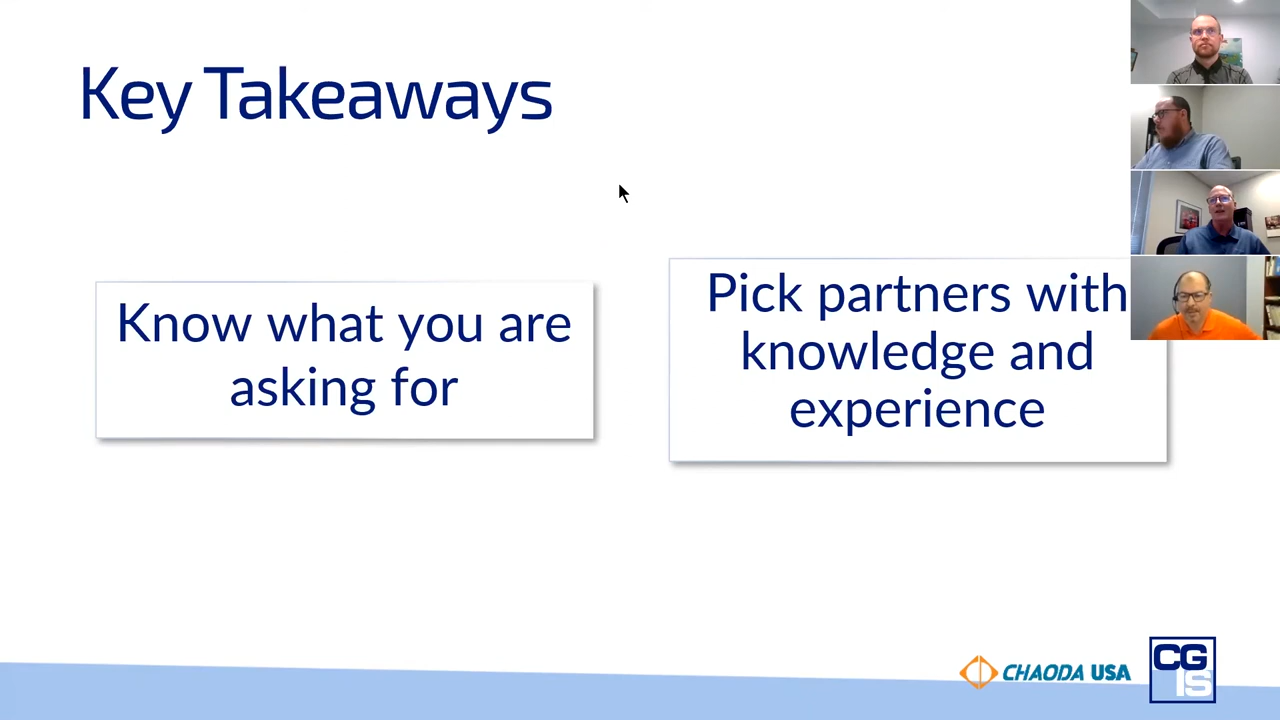 Key Takeaways
Know what you are
asking for
Pick partners with
knowledge and
experience
CHAODA USA
CG
IS